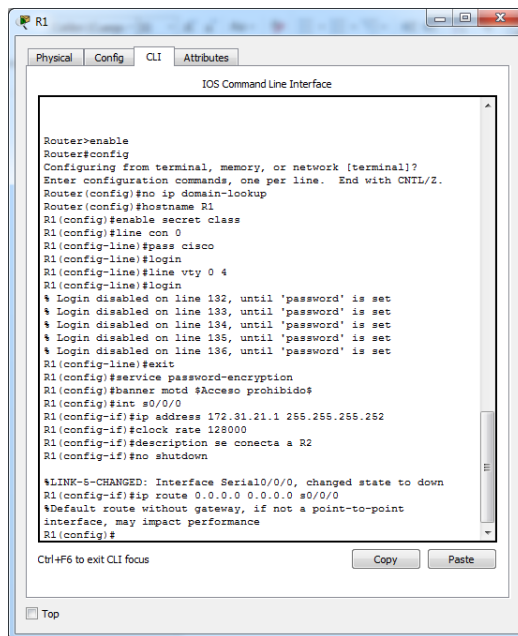 R1
Physical Config CLI Attributes
IOS Command Line Interface
Router>enable
Router#config
Configuring from terminal, memory, or network [terminal]?
Enter configuration commands, one per line.  End with CNTL/Z.
Router(config)#no ip domain-lookup
Router(config)#hostname R1
R1(config)#enable secret class
R1(config)#line con 0
R1(config-line)#pass cisco
R1(config-line)#login
R1(config-line)#line vty 0 4
R1(config-line)#login
% Login disabled on line 132, until 'password' is set
% Login disabled on line 133, until 'password' is set
% Login disabled on line 134, until 'password' is set
% Login disabled on line 135, until 'password' is set
% Login disabled on line 136, until 'password' is set
R1(config-line)#exit
R1(config)#service password-encryption
R1(config)#banner motd $Acceso prohibido$
R1(config)#int s0/0/0
R1(config-if)#ip address 172.31.21.1 255.255.255.252
R1(config-if)#clock rate 128000
R1(config-if)#description se conecta a R2
R1(config-if)#no shutdown
%LINK-5-CHANGED: Interface Serial0/0/0, changed state to down
R1(config-if)#ip route 0.0.0.0 0.0.0.0 s0/0/0
%Default route without gateway, if not a point-to-point
interface, may impact performance
R1(config)#
Ctrl+F6 to exit CLI focus Copy Paste
Top